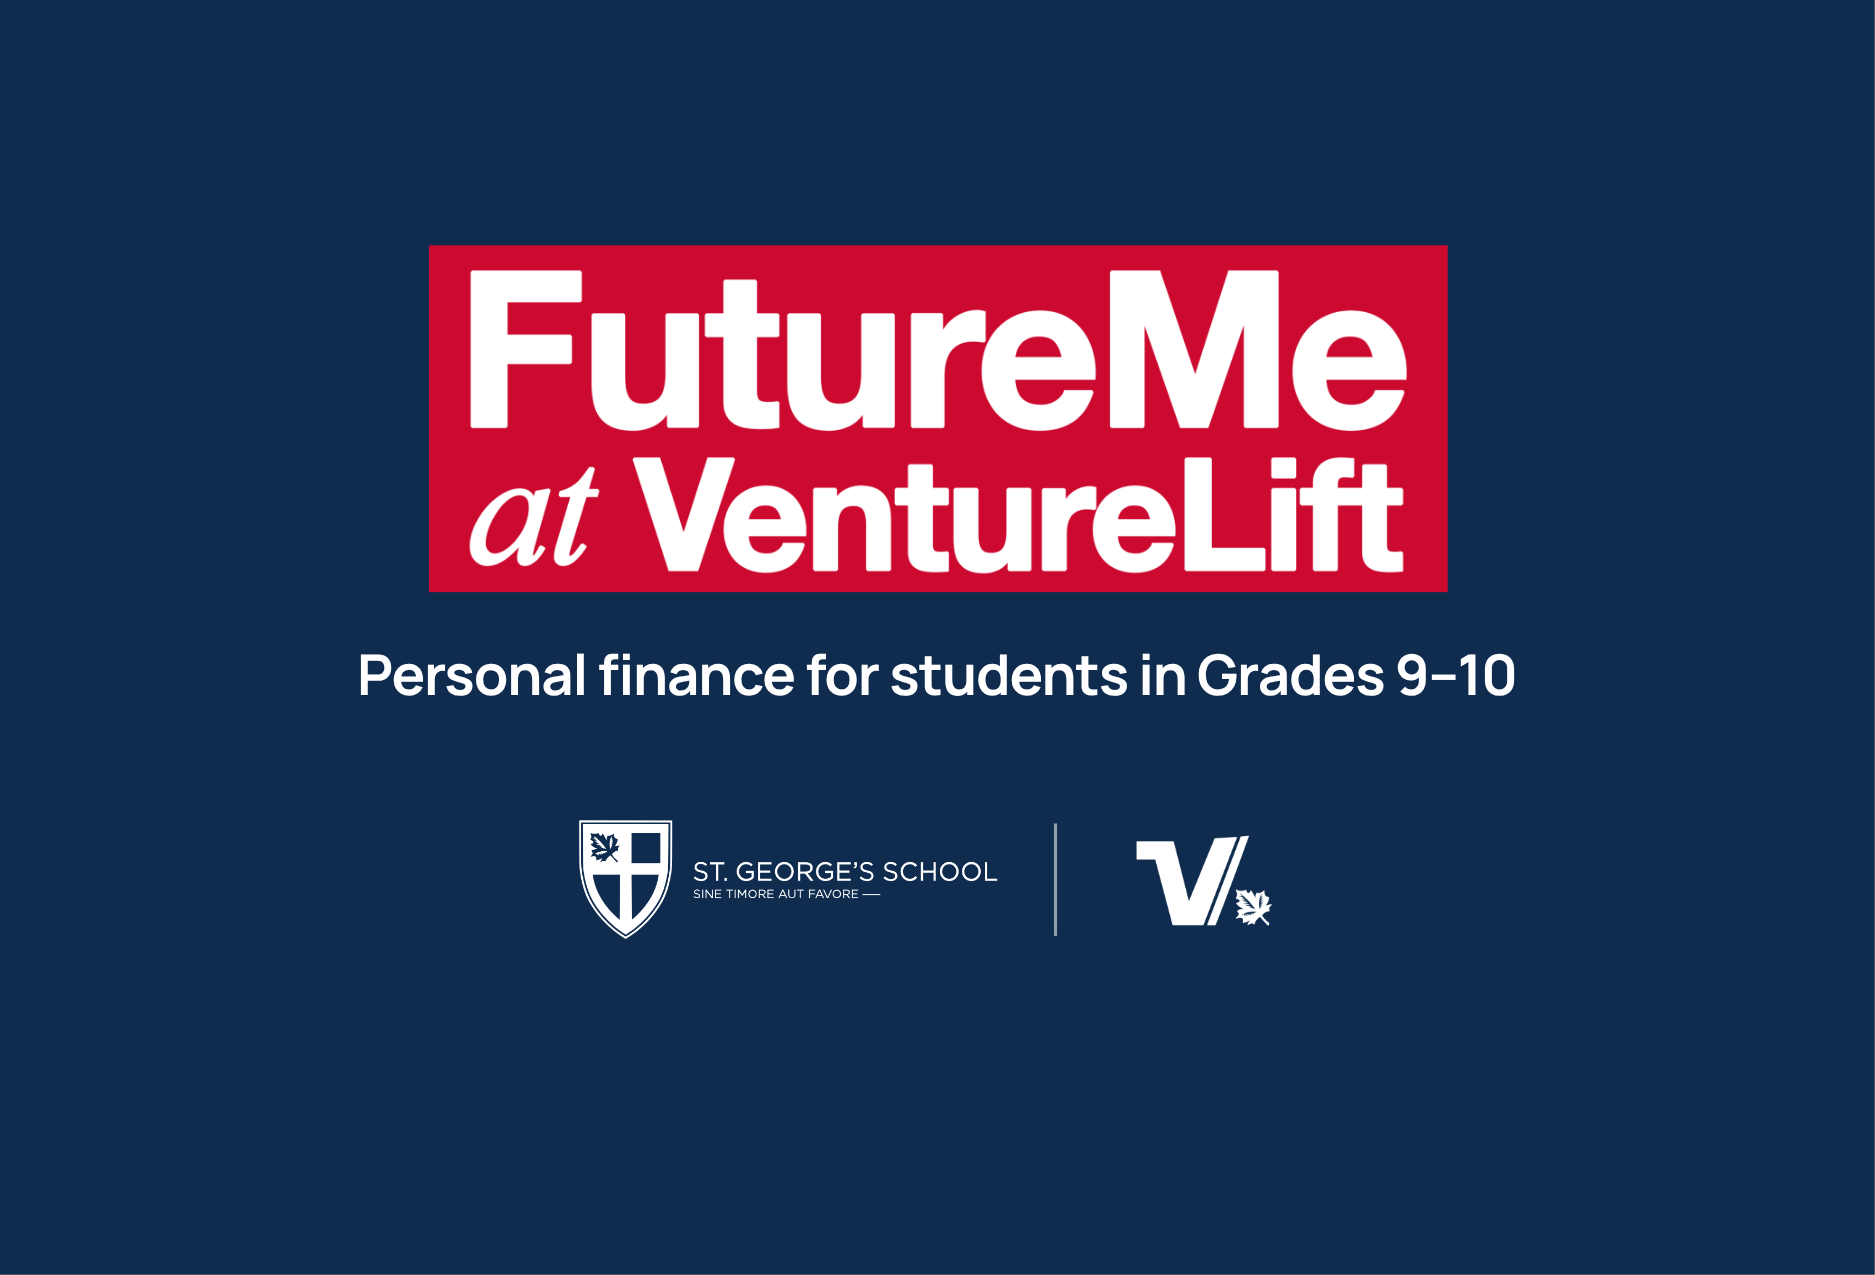 FutureMe
at VentureLift
Personal finance for students in Grades 9–10
ST. GEORGE’S SCHOOL
SINE TIMORE AUT FAVORE —
V